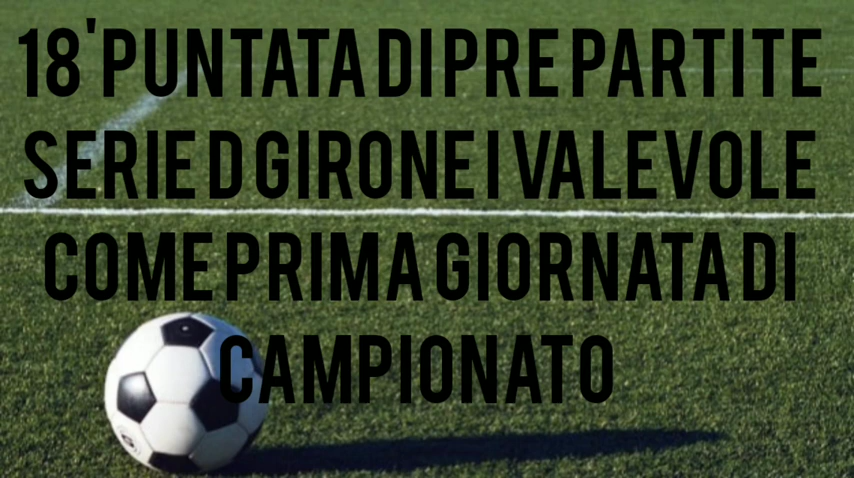 18'PUNTATA DI PRE PARTITE
SERIE D GIRONE I VALEVOLE
COME PRIMA GIORNATA DI
CAMPIONATO